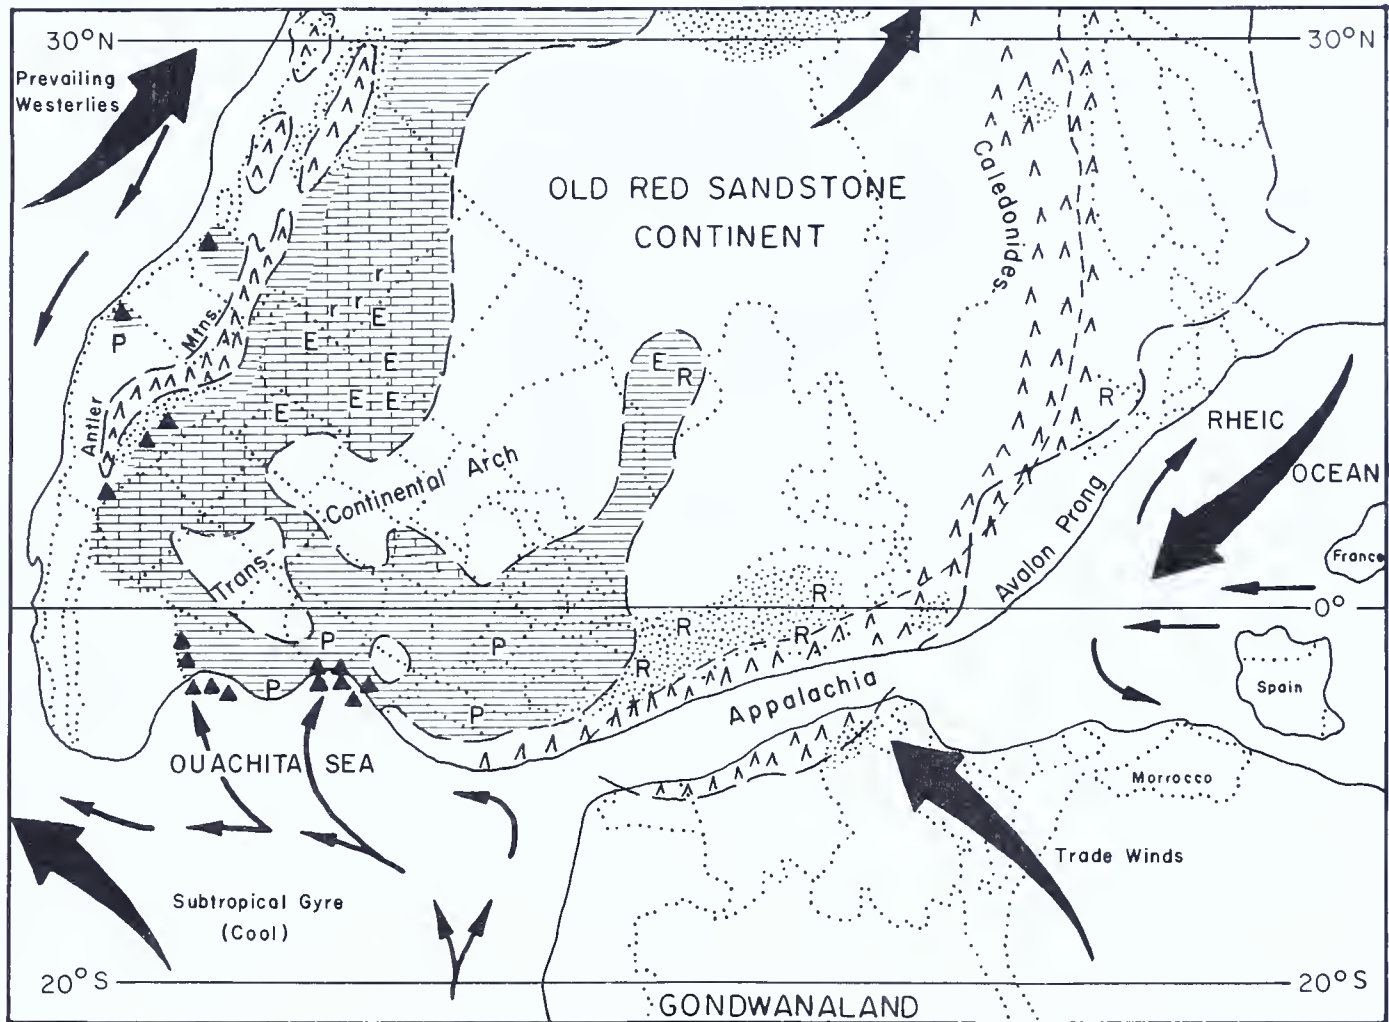 30°N
30°N
Prevailing
Westerlies
OLD RED SANDSTONE
CONTINENT
Caledonides
r
r
r
E
E
E
E
E
E
E
R
P
Mtns.
Antler
Continental Arch
Trans
R
RHEIC
OCEAN
Avalon Prong
France
0°
R
R
R
R
P
P
P
P
Spain
Appalachia
OUACHITA SEA
Morrocco
Trade Winds
Subtropical Gyre
(Cool)
20°S
20°S
GONDWANALAND